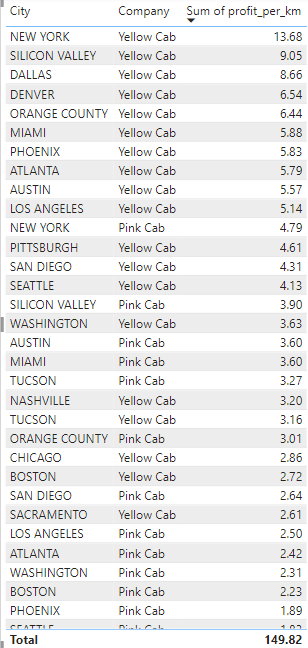 City Company Sum of profit_per_km
NEW YORK Yellow Cab 13.68
SILICON VALLEY Yellow Cab 9.05
DALLAS Yellow Cab 8.66
DENVER Yellow Cab 6.54
ORANGE COUNTY Yellow Cab 6.44
MIAMI Yellow Cab 5.88
PHOENIX Yellow Cab 5.83
ATLANTA Yellow Cab 5.79
AUSTIN Yellow Cab 5.57
LOS ANGELES Yellow Cab 5.14
NEW YORK Pink Cab 4.79
PITTSBURGH Yellow Cab 4.61
SAN DIEGO Yellow Cab 4.31
SEATTLE Yellow Cab 4.13
SILICON VALLEY Pink Cab 3.90
WASHINGTON Yellow Cab 3.63
AUSTIN Pink Cab 3.60
MIAMI Pink Cab 3.60
TUCSON Pink Cab 3.27
NASHVILLE Yellow Cab 3.20
TUCSON Yellow Cab 3.16
ORANGE COUNTY Pink Cab 3.01
CHICAGO Yellow Cab 2.86
BOSTON Yellow Cab 2.72
SAN DIEGO Pink Cab 2.64
SACRAMENTO Yellow Cab 2.61
LOS ANGELES Pink Cab 2.50
ATLANTA Pink Cab 2.42
WASHINGTON Pink Cab 2.31
BOSTON Pink Cab 2.23
PHOENIX Pink Cab 1.89
SEATTLE Pink Cab
Total 149.82